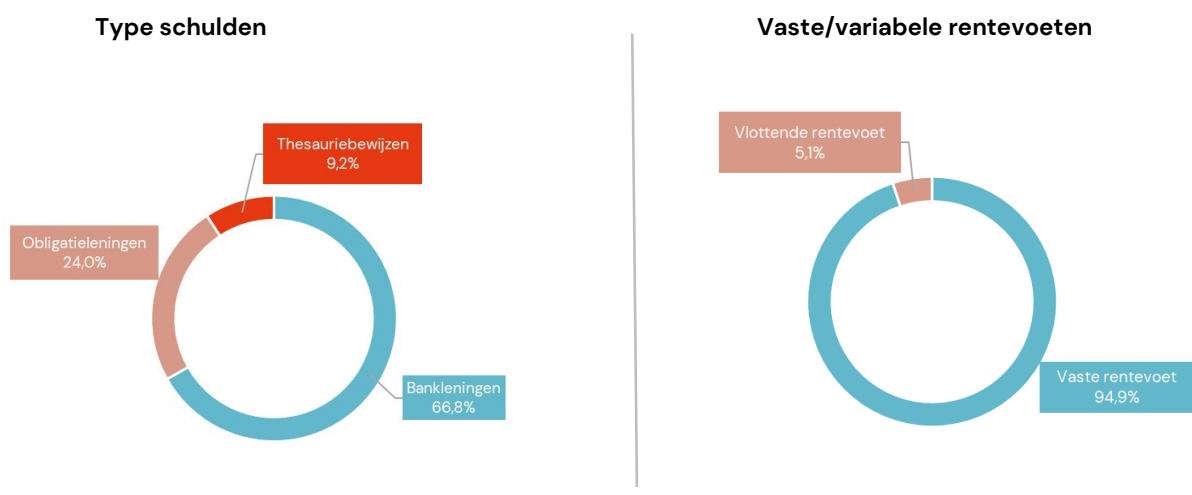 Type schulden
Thesauriebewijzen
9,2%
Obligatieleningen
24,0%
Bankleningen
66,8%
Vaste/variabele rentevoeten
Vlottende rentevoet
5,1%
Vaste rentevoet
94,9%